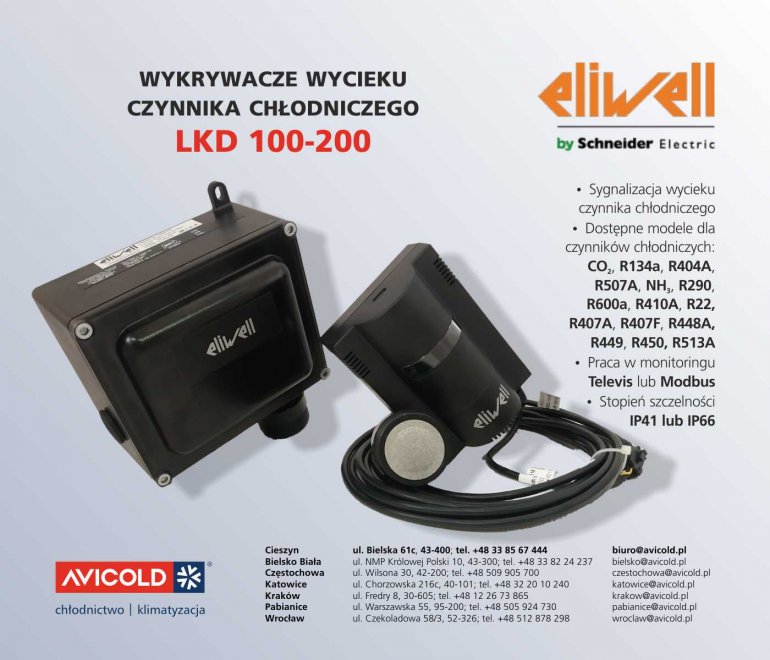 WYKRYWACZE WYCIEKU
CZYNNIKA CHŁODNICZEGO
LKD 100-200
eliwell
by Schneider Electric
• Sygnalizacja wycieku
czynnika chłodniczego
• Dostępne modele dla
czynników chłodniczych:
CO₂, R134a, R404A,
R507A, NH₃, R290,
R600a, R410A, R22,
R407A, R407F, R448A,
R449, R450, R513A
• Praca w monitoringu
Televis lub Modbus
• Stopień szczelności
IP41 lub IP66
eliwell
eliwell
eliwell
AVICOLD ®
chłodnictwo | klimatyzacja
Cieszyn ul. Bielska 61c, 43-400; tel. +48 33 85 67 444 biuro@avicold.pl
Bielsko Biała ul. NMP Królowej Polski 10, 43-300; tel. +48 33 82 24 237 bielsko@avicold.pl
Częstochowa ul. Wilsona 30, 42-200; tel. +48 509 905 700 czestochowa@avicold.pl
Katowice ul. Chorzowska 216c, 40-101; tel. +48 32 20 10 240 katowice@avicold.pl
Kraków ul. Fredry 8, 30-605; tel. +48 12 26 73 865 krakow@avicold.pl
Pabianice ul. Warszawska 55, 95-200; tel. +48 505 924 730 pabianice@avicold.pl
Wrocław ul. Czekoladowa 58/3, 52-326; tel. +48 512 878 298 wroclaw@avicold.pl